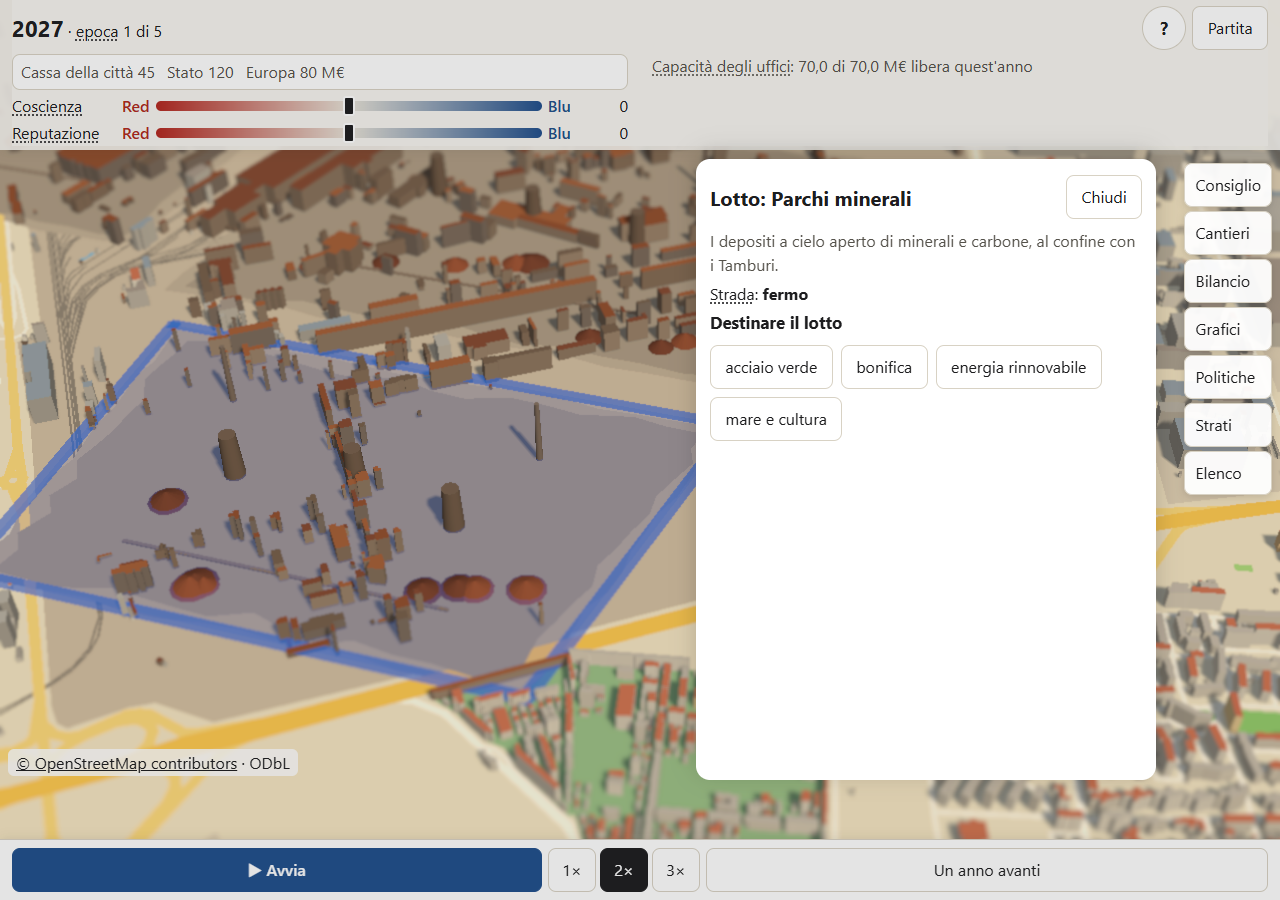 2027 · epoca 1 di 5
?
Partita
Cassa della città 45 Stato 120 Europa 80 M€
Capacità degli uffici: 70,0 di 70,0 M€ libera quest'anno
Coscienza Red Blu 0
Reputazione Red Blu 0
Lotto: Parchi minerali
Chiudi
I depositi a cielo aperto di minerali e carbone, al confine con
i Tamburi.
Strada: fermo
Destinare il lotto
acciaio verde
bonifica
energia rinnovabile
mare e cultura
Consiglio
Cantieri
Bilancio
Grafici
Politiche
Strati
Elenco
© OpenStreetMap contributors · ODbL
▶ Avvia
1×
2×
3×
Un anno avanti